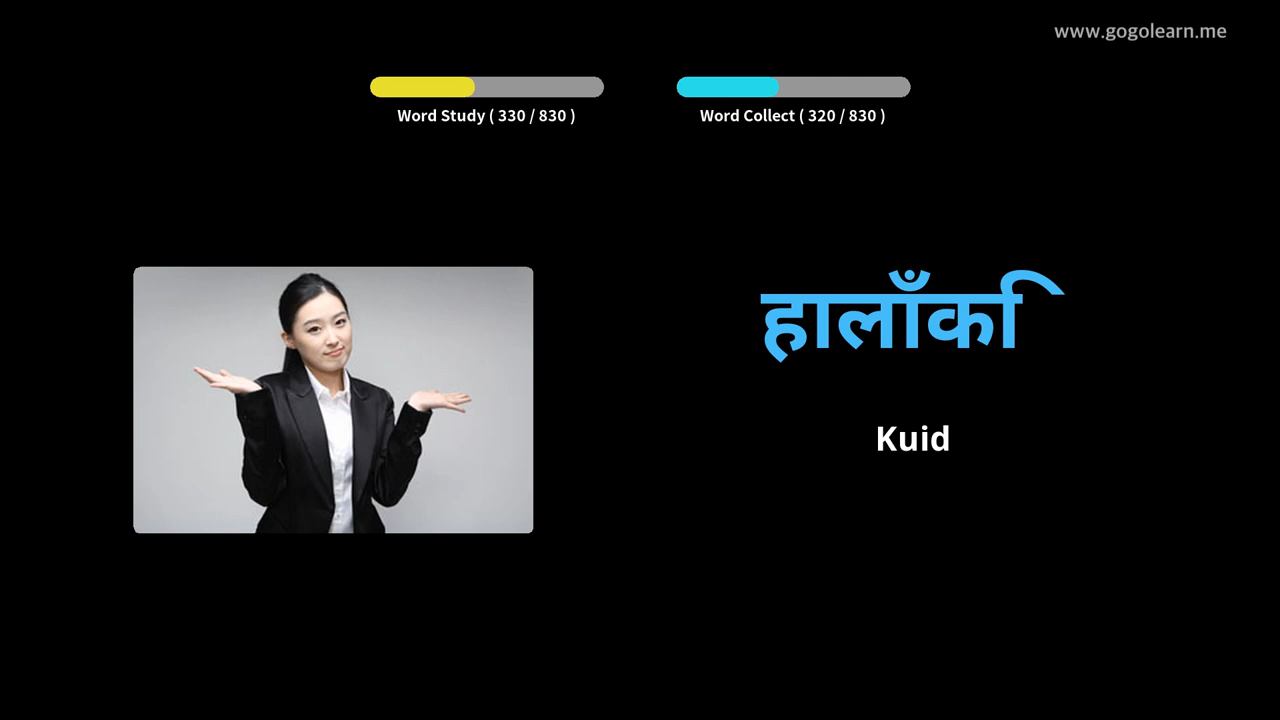 www.gogolearn.me
Word Study ( 330 / 830 )
Word Collect ( 320 / 830 )
हालाँकि
Kuid